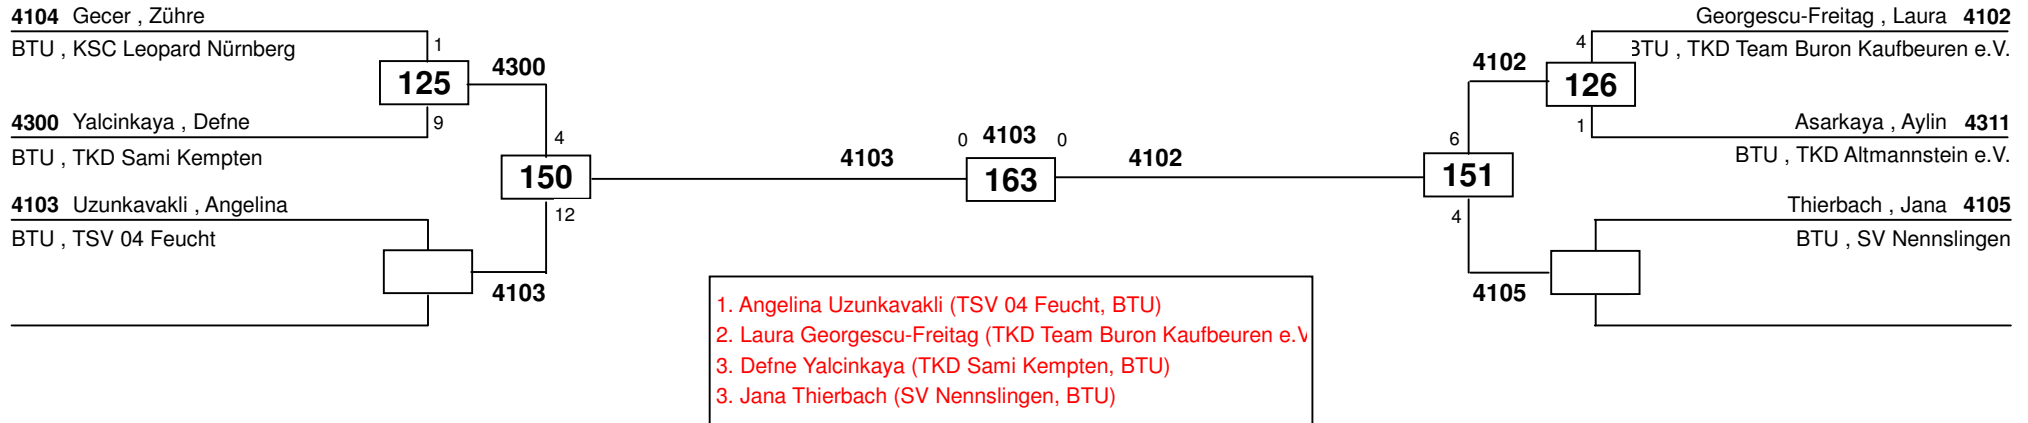 4104 Gecer , Zühre
BTU , KSC Leopard Nürnberg
1
125
4300
9
4300 Yalcinkaya , Defne
BTU , TKD Sami Kempten
4
150
12
4103 Uzunkavakli , Angelina
BTU , TSV 04 Feucht
4103
4103
0 4103 0
163
4102
Georgescu-Freitag , Laura 4102
BTU , TKD Team Buron Kaufbeuren e.V.
4
126
4102
1
Asarkaya , Aylin 4311
BTU , TKD Altmannstein e.V.
6
151
4
Thierbach , Jana 4105
BTU , SV Nennslingen
4105
1. Angelina Uzunkavakli (TSV 04 Feucht, BTU)
2. Laura Georgescu-Freitag (TKD Team Buron Kaufbeuren e.V
3. Defne Yalcinkaya (TKD Sami Kempten, BTU)
3. Jana Thierbach (SV Nennslingen, BTU)